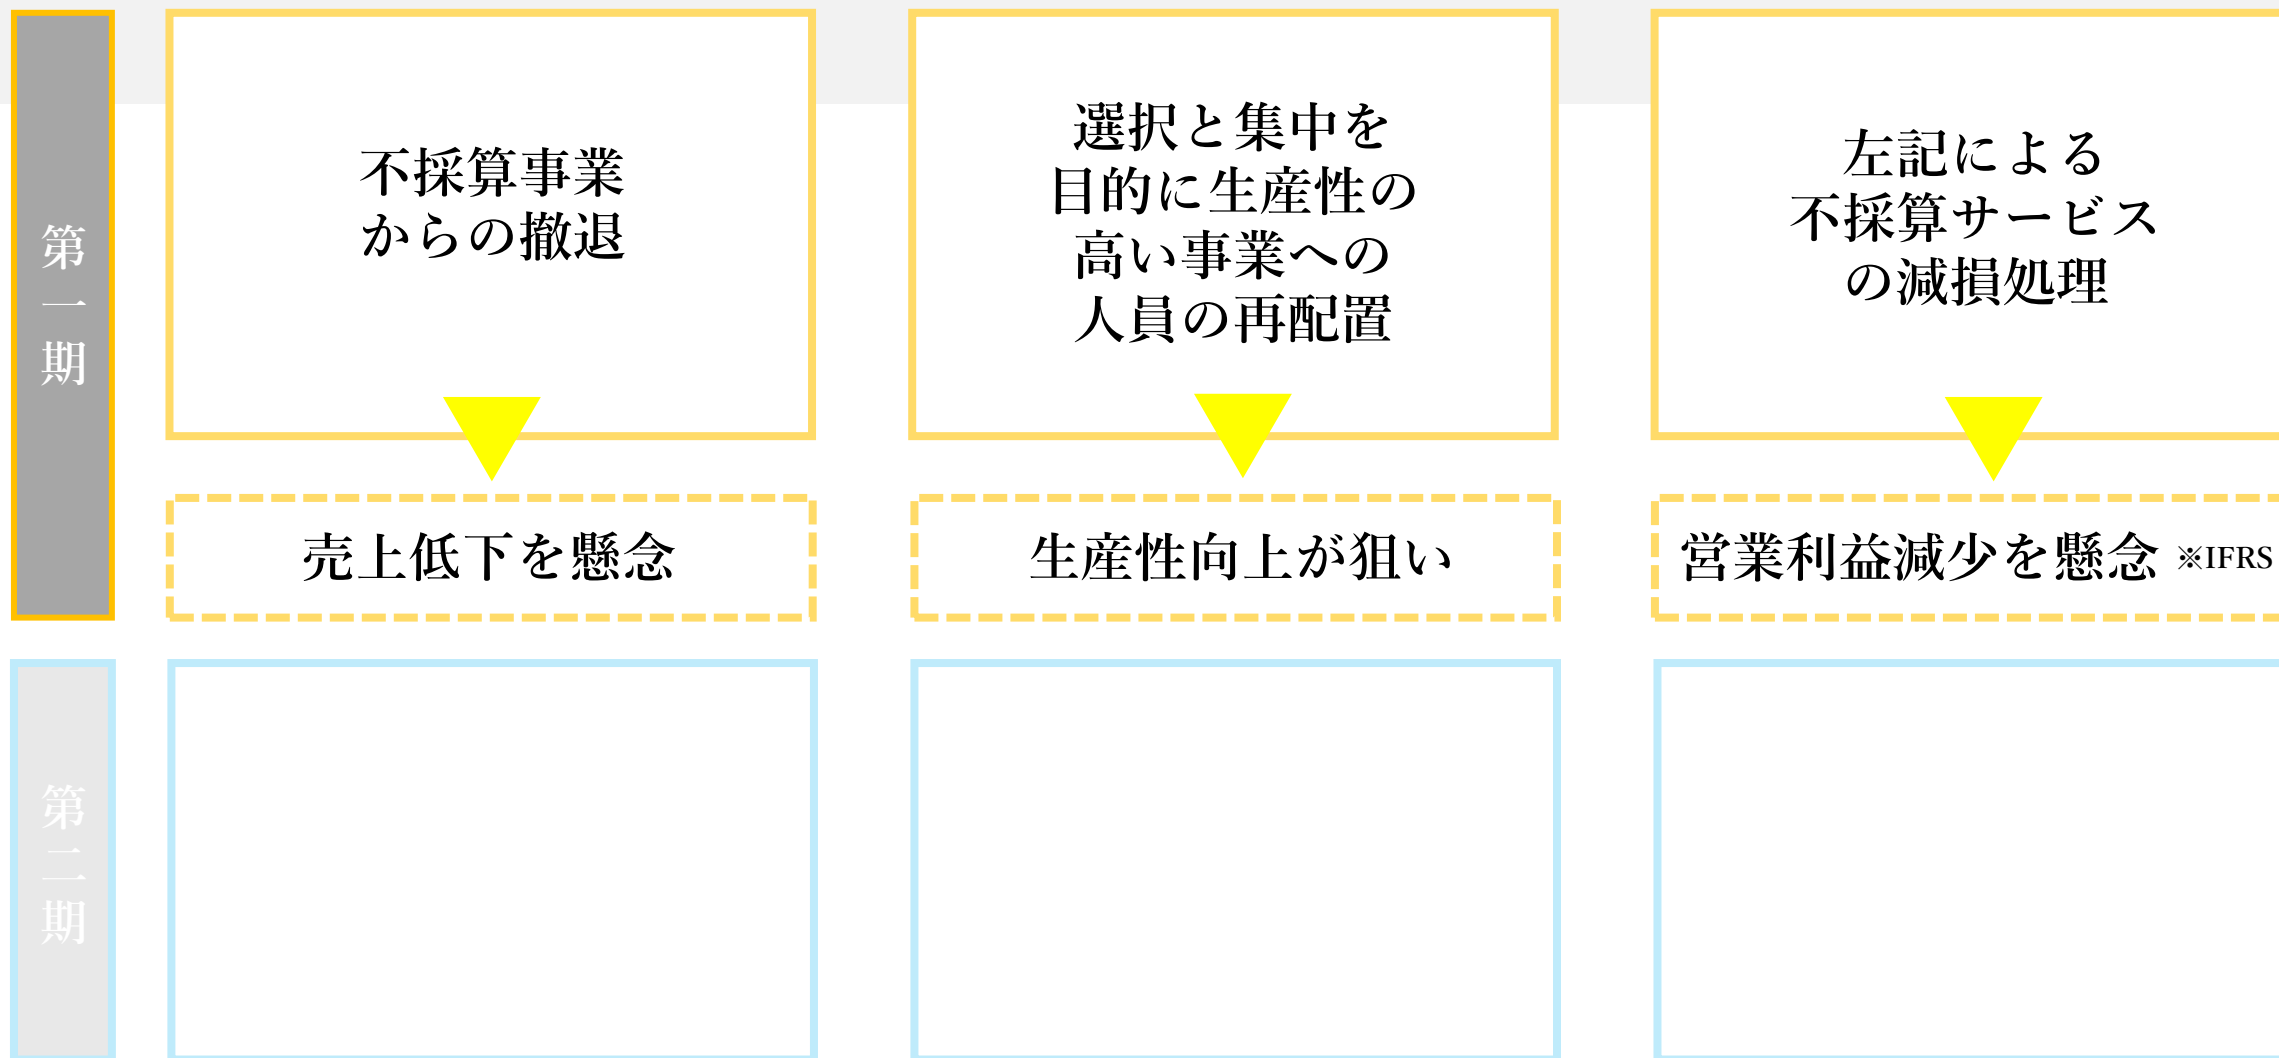 第一期
不採算事業
からの撤退
選択と集中を
目的に生産性の
高い事業への
人員の再配置
左記による
不採算サービス
の減損処理
売上低下を懸念
生産性向上が狙い
営業利益減少を懸念 ※IFRS
第二期